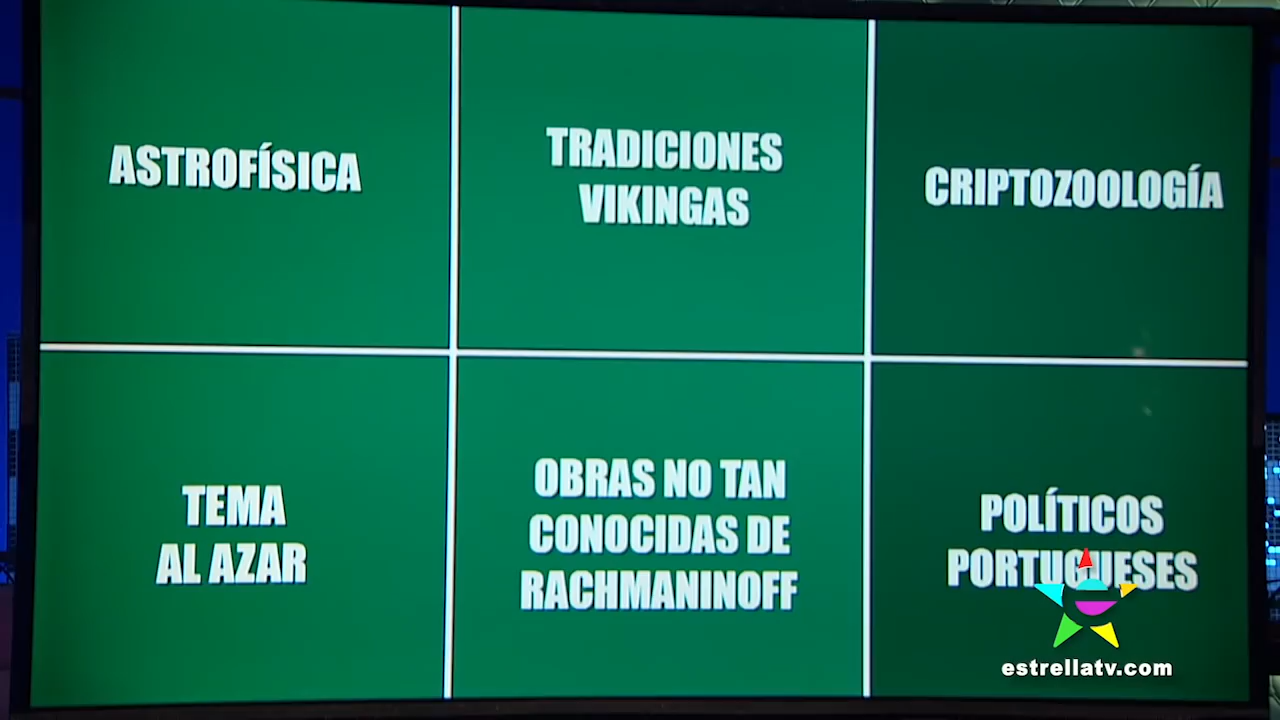 ASTROFÍSICA
TRADICIONES
VIKINGAS
CRIPTOZOOLOGÍA
TEMA
AL AZAR
OBRAS NO TAN
CONOCIDAS DE
RACHMANINOFF
POLÍTICOS
PORTUGUESES
estrellatv.com